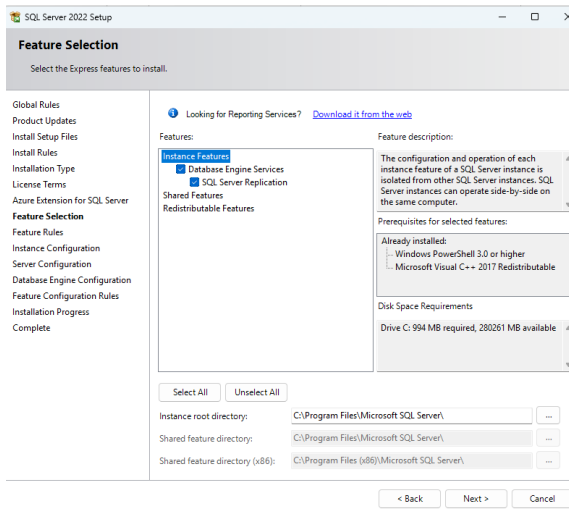 SQL Server 2022 Setup
Feature Selection
Select the Express features to install.
Global Rules
Product Updates
Install Setup Files
Install Rules
Installation Type
License Terms
Azure Extension for SQL Server
Feature Selection
Feature Rules
Instance Configuration
Server Configuration
Database Engine Configuration
Feature Configuration Rules
Installation Progress
Complete
Looking for Reporting Services? Download it from the web
Features:
Instance Features
Database Engine Services
SQL Server Replication
Shared Features
Redistributable Features
Feature description:
The configuration and operation of each
instance feature of a SQL Server instance is
isolated from other SQL Server instances. SQL
Server instances can operate side-by-side on
the same computer.
Prerequisites for selected features:
Already installed:
Windows PowerShell 3.0 or higher
Microsoft Visual C++ 2017 Redistributable
Disk Space Requirements
Drive C: 994 MB required, 280261 MB available
Select All Unselect All
Instance root directory: C:\Program Files\Microsoft SQL Server\ ...
Shared feature directory: C:\Program Files\Microsoft SQL Server\ ...
Shared feature directory (x86): C:\Program Files (x86)\Microsoft SQL Server\ ...
< Back Next > Cancel